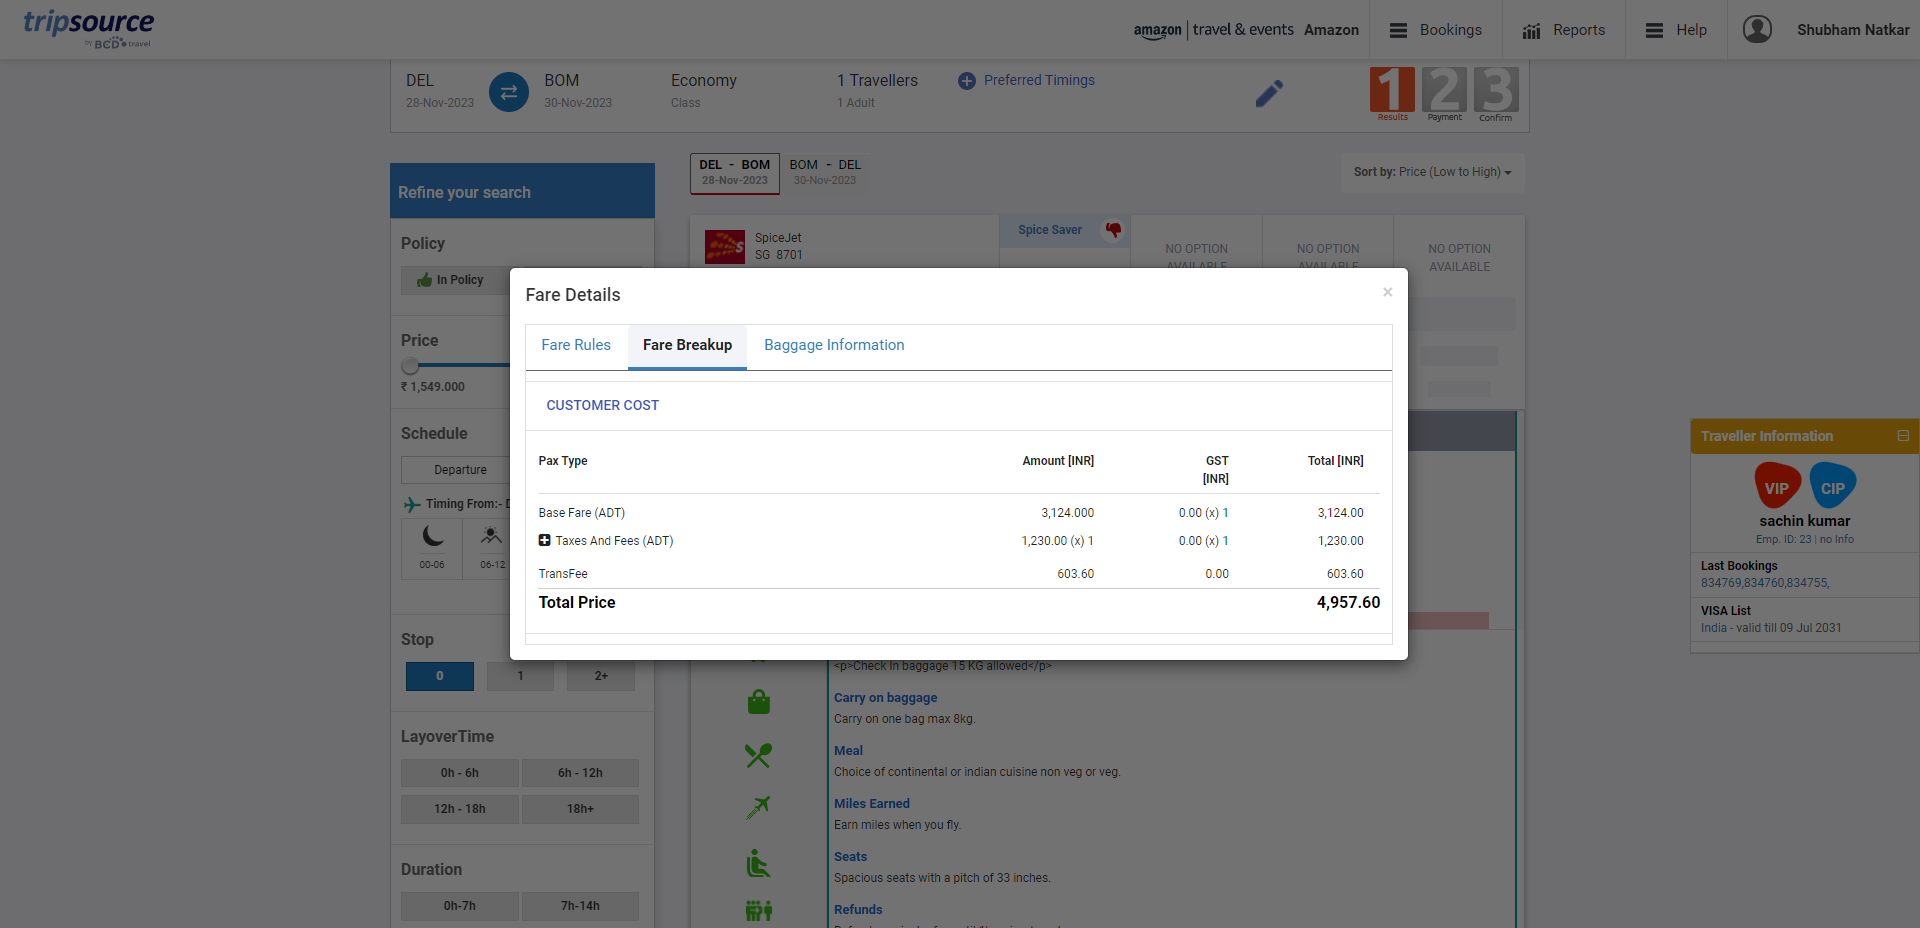 tripsource
by BCD travel
amazon | travel & events Amazon
Bookings
Reports
Help
Shubham Natkar
DEL
28-Nov-2023
BOM
30-Nov-2023
Economy
Class
1 Travellers
1 Adult
Preferred Timings
1 2 3
Results Payment Confirm
Refine your search
DEL - BOM
28-Nov-2023
BOM - DEL
30-Nov-2023
Sort by: Price (Low to High)
Policy
In Policy
SpiceJet
SG 8701
Spice Saver
NO OPTION
AVAILABLE
NO OPTION
AVAILABLE
NO OPTION
AVAILABLE
Price
₹ 1,549.000
Schedule
Departure
Timing From:-
00-06
06-12
Stop
0 1 2+
LayoverTime
0h - 6h 6h - 12h
12h - 18h 18h+
Duration
0h-7h 7h-14h
Fare Details
×
Fare Rules Fare Breakup Baggage Information
CUSTOMER COST
Pax Type Amount [INR] GST [INR] Total [INR]
Base Fare (ADT) 3,124.000 0.00 (x) 1 3,124.00
Taxes And Fees (ADT) 1,230.00 (x) 1 0.00 (x) 1 1,230.00
TransFee 603.60 0.00 603.60
Total Price 4,957.60
<p>Check In baggage 15 KG allowed</p>
Carry on baggage
Carry on one bag max 8kg.
Meal
Choice of continental or indian cuisine non veg or veg.
Miles Earned
Earn miles when you fly.
Seats
Spacious seats with a pitch of 33 inches.
Refunds
Traveller Information
VIP CIP
sachin kumar
Emp. ID: 23 | no Info
Last Bookings
834769,834760,834755,
VISA List
India - valid till 09 Jul 2031